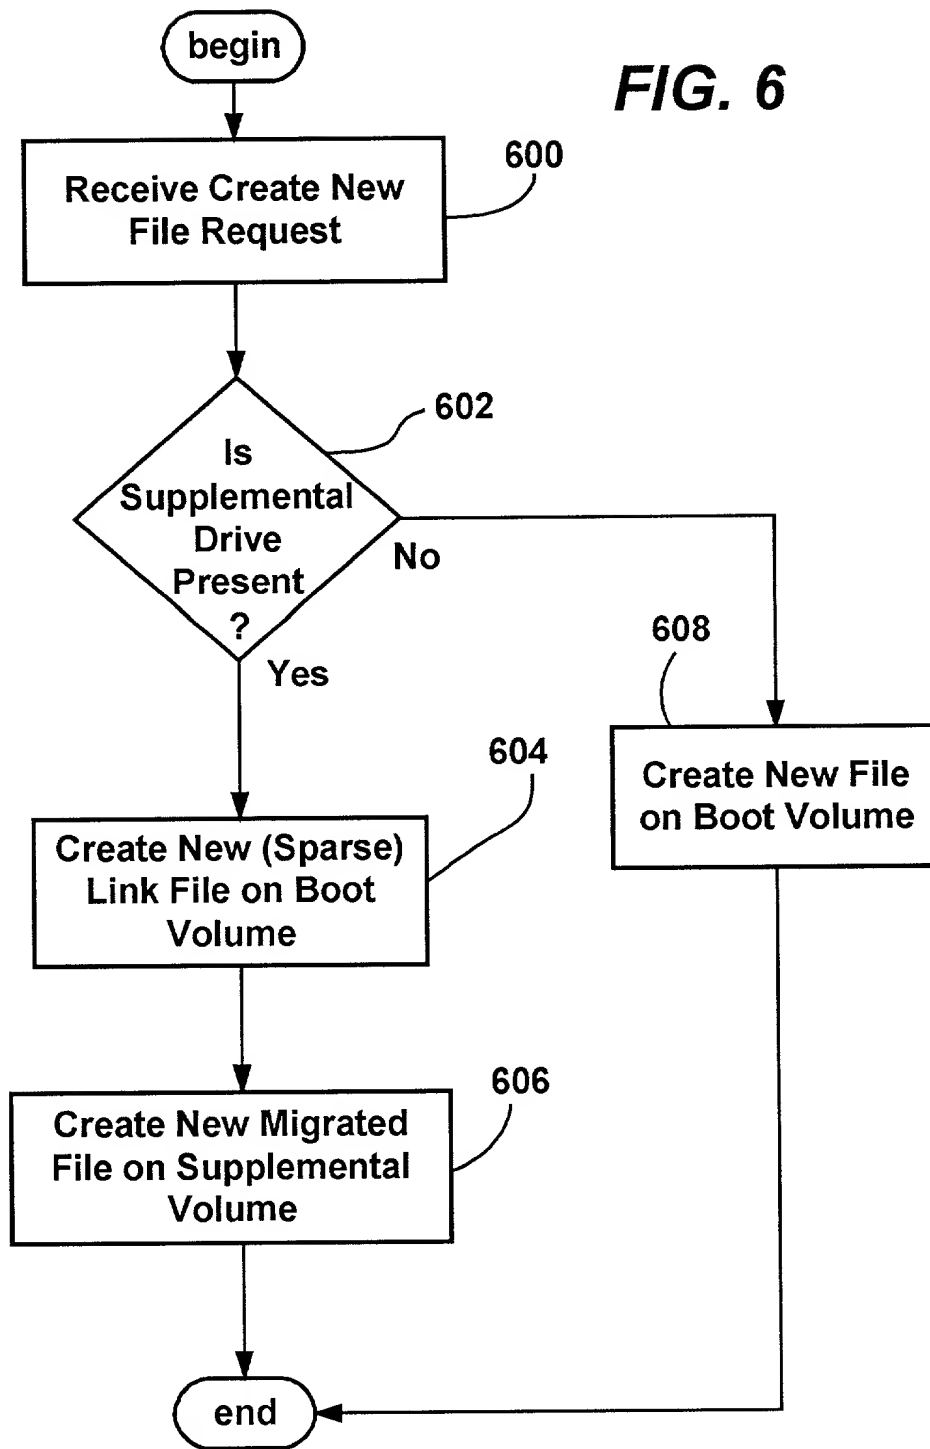 begin
FIG. 6
600
Receive Create New
File Request
602
Is
Supplemental
Drive
Present
?
No
Yes
608
Create New File
on Boot Volume
604
Create New (Sparse)
Link File on Boot
Volume
606
Create New Migrated
File on Supplemental
Volume
end